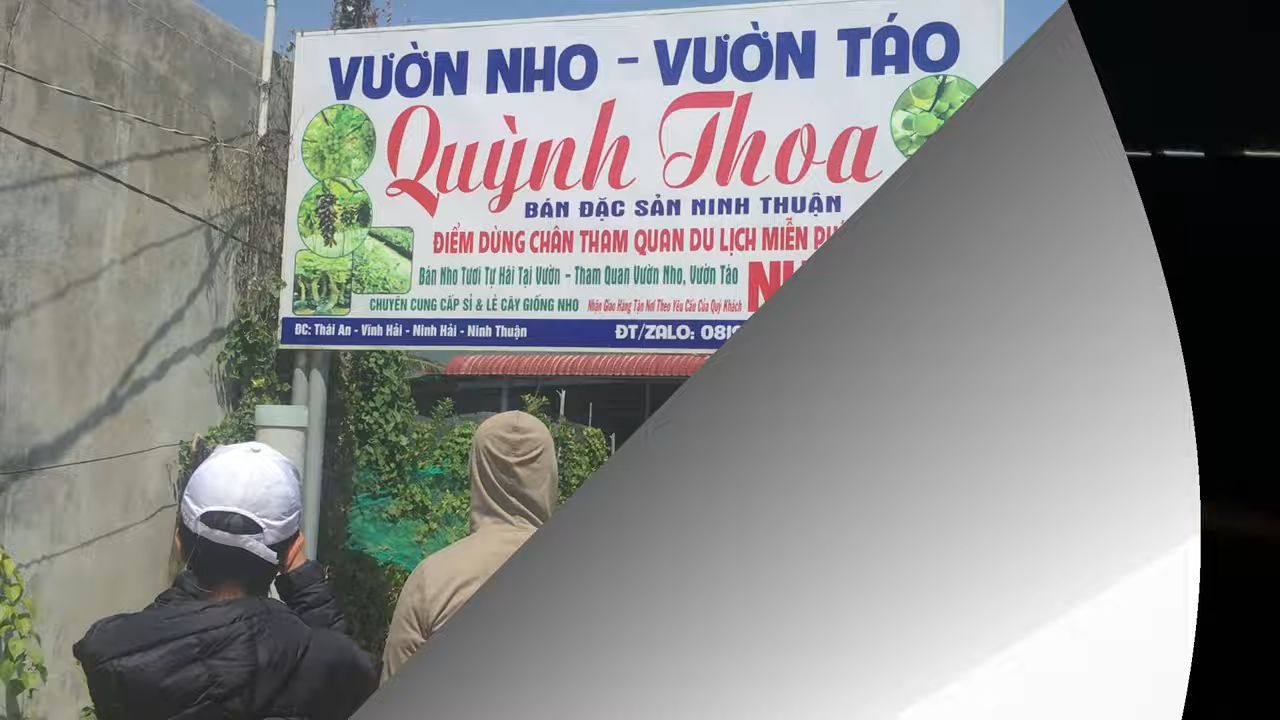 VƯỜN NHO - VƯỜN TÁO
Quỳnh Thoa
BÁN ĐẶC SẢN NINH THUẬN
ĐIỂM DỪNG CHÂN THAM QUAN DU LỊCH MIỄN
Bán Nho Tươi Tự Hái Tại Vườn - Tham Quan Vườn Nho, Vườn Táo
CHUYÊN CUNG CẤP SỈ & LẺ CÂY GIỐNG NHO
Nhận Giao Hàng Tận Nơi Theo Yêu Cầu Của Quý Khách
ĐC: Thái An - Vĩnh Hải - Ninh Hải - Ninh Thuận
ĐT/ZALO: